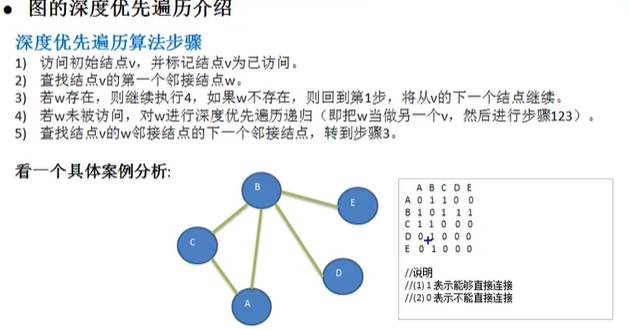 ● 图的深度优先遍历介绍
深度优先遍历算法步骤
1) 访问初始结点v，并标记结点v为已访问。
2) 查找结点v的第一个邻接结点w。
3) 若w存在，则继续执行4，如果w不存在，则回到第1步，将从v的下一个结点继续。
4) 若w未被访问，对w进行深度优先遍历递归（即把w当做另一个v，然后进行步骤123）。
5) 查找结点v的w邻接结点的下一个邻接结点，转到步骤3。
看一个具体案例分析:
B
E
C
D
A
A B C D E
A 0 1 1 0 0
B 1 0 1 1 1
C 1 1 0 0 0
D 0 1 0 0 0
E 0 1 0 0 0
//说明
//(1) 1 表示能够直接连接
//(2) 0 表示不能直接连接